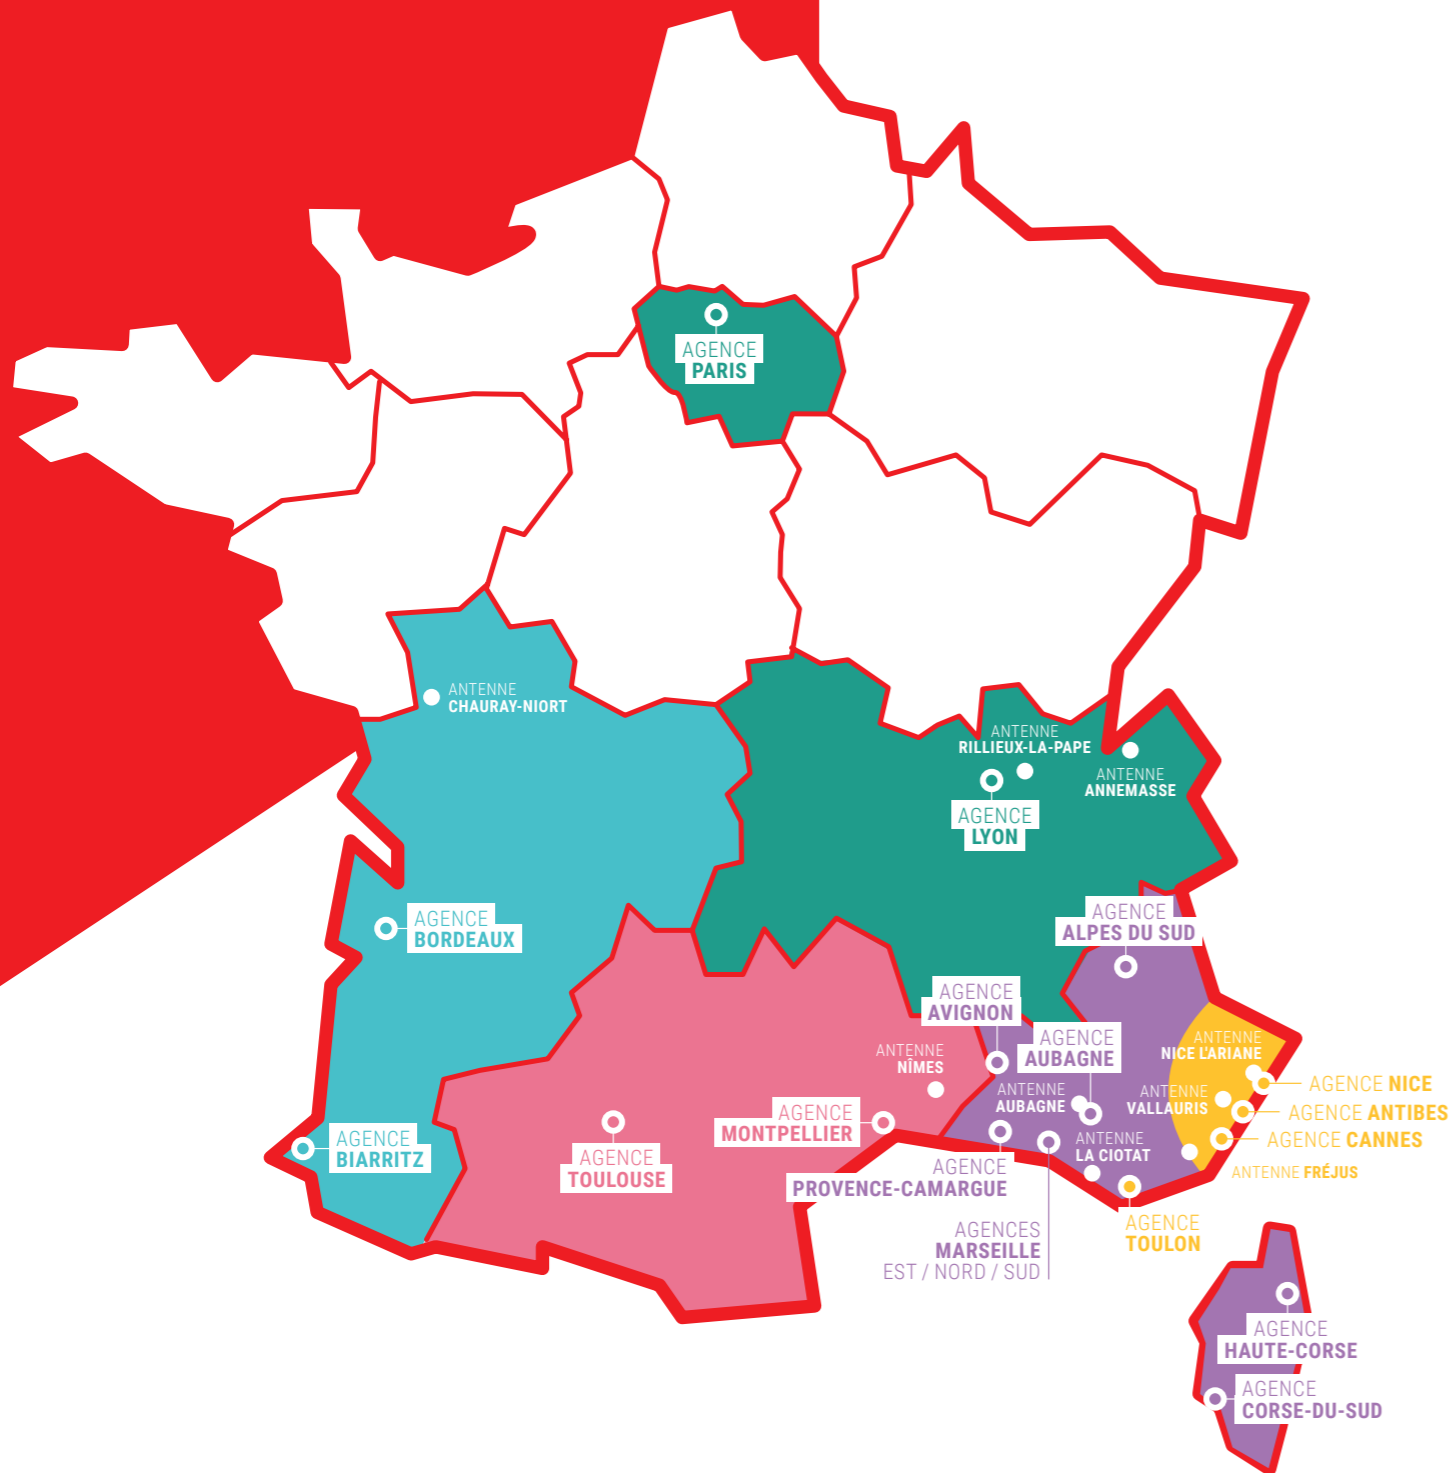 AGENCE
PARIS
ANTENNE
CHAURAY-NIORT
ANTENNE
RILLIEUX-LA-PAPE
ANTENNE
ANNEMASSE
AGENCE
LYON
AGENCE
BORDEAUX
AGENCE
ALPES DU SUD
AGENCE
AVIGNON
AGENCE
AUBAGNE
ANTENNE
NICE L'ARIANE
ANTENNE
NÎMES
ANTENNE
AUBAGNE
ANTENNE
VALLAURIS
AGENCE NICE
AGENCE ANTIBES
AGENCE CANNES
ANTENNE FRÉJUS
AGENCE
MONTPELLIER
AGENCE
BIARRITZ
AGENCE
TOULOUSE
ANTENNE
LA CIOTAT
AGENCE
PROVENCE-CAMARGUE
AGENCES
MARSEILLE
EST / NORD / SUD
AGENCE
TOULON
AGENCE
HAUTE-CORSE
AGENCE
CORSE-DU-SUD